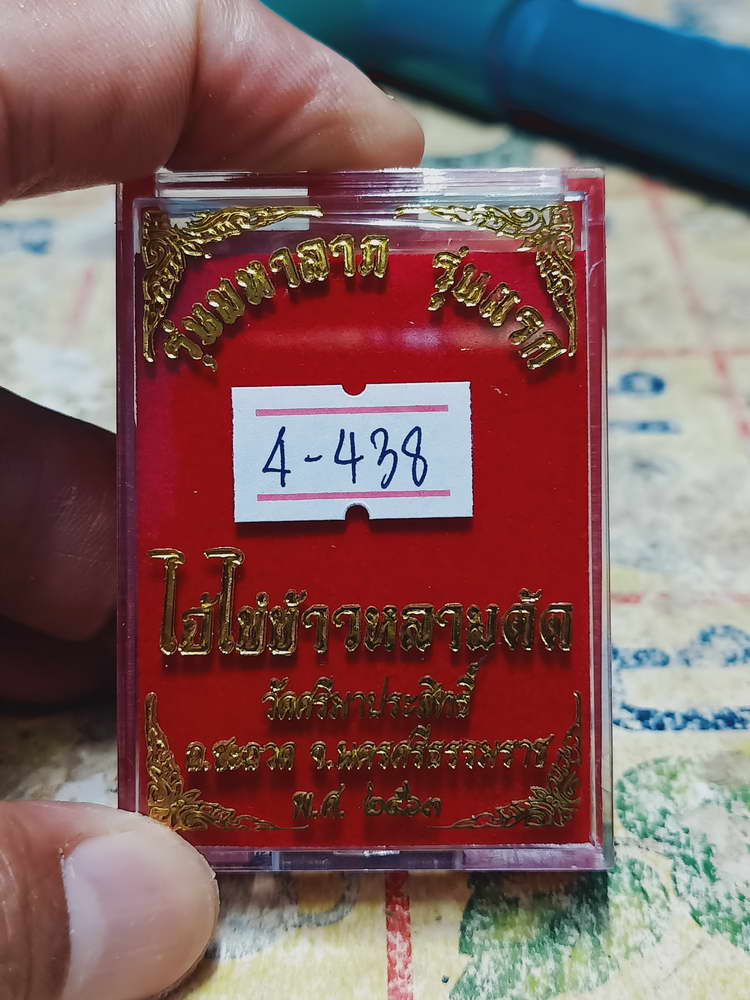 รุ่นมหาลาภ รุ่นแรก
4-438
ไอ้ไข่ข้าวหลามตัด
วัดศรีมาประสิทธิ์
อ.ชะอวด จ.นครศรีธรรมราช
พ.ศ. ๒๕๖๓